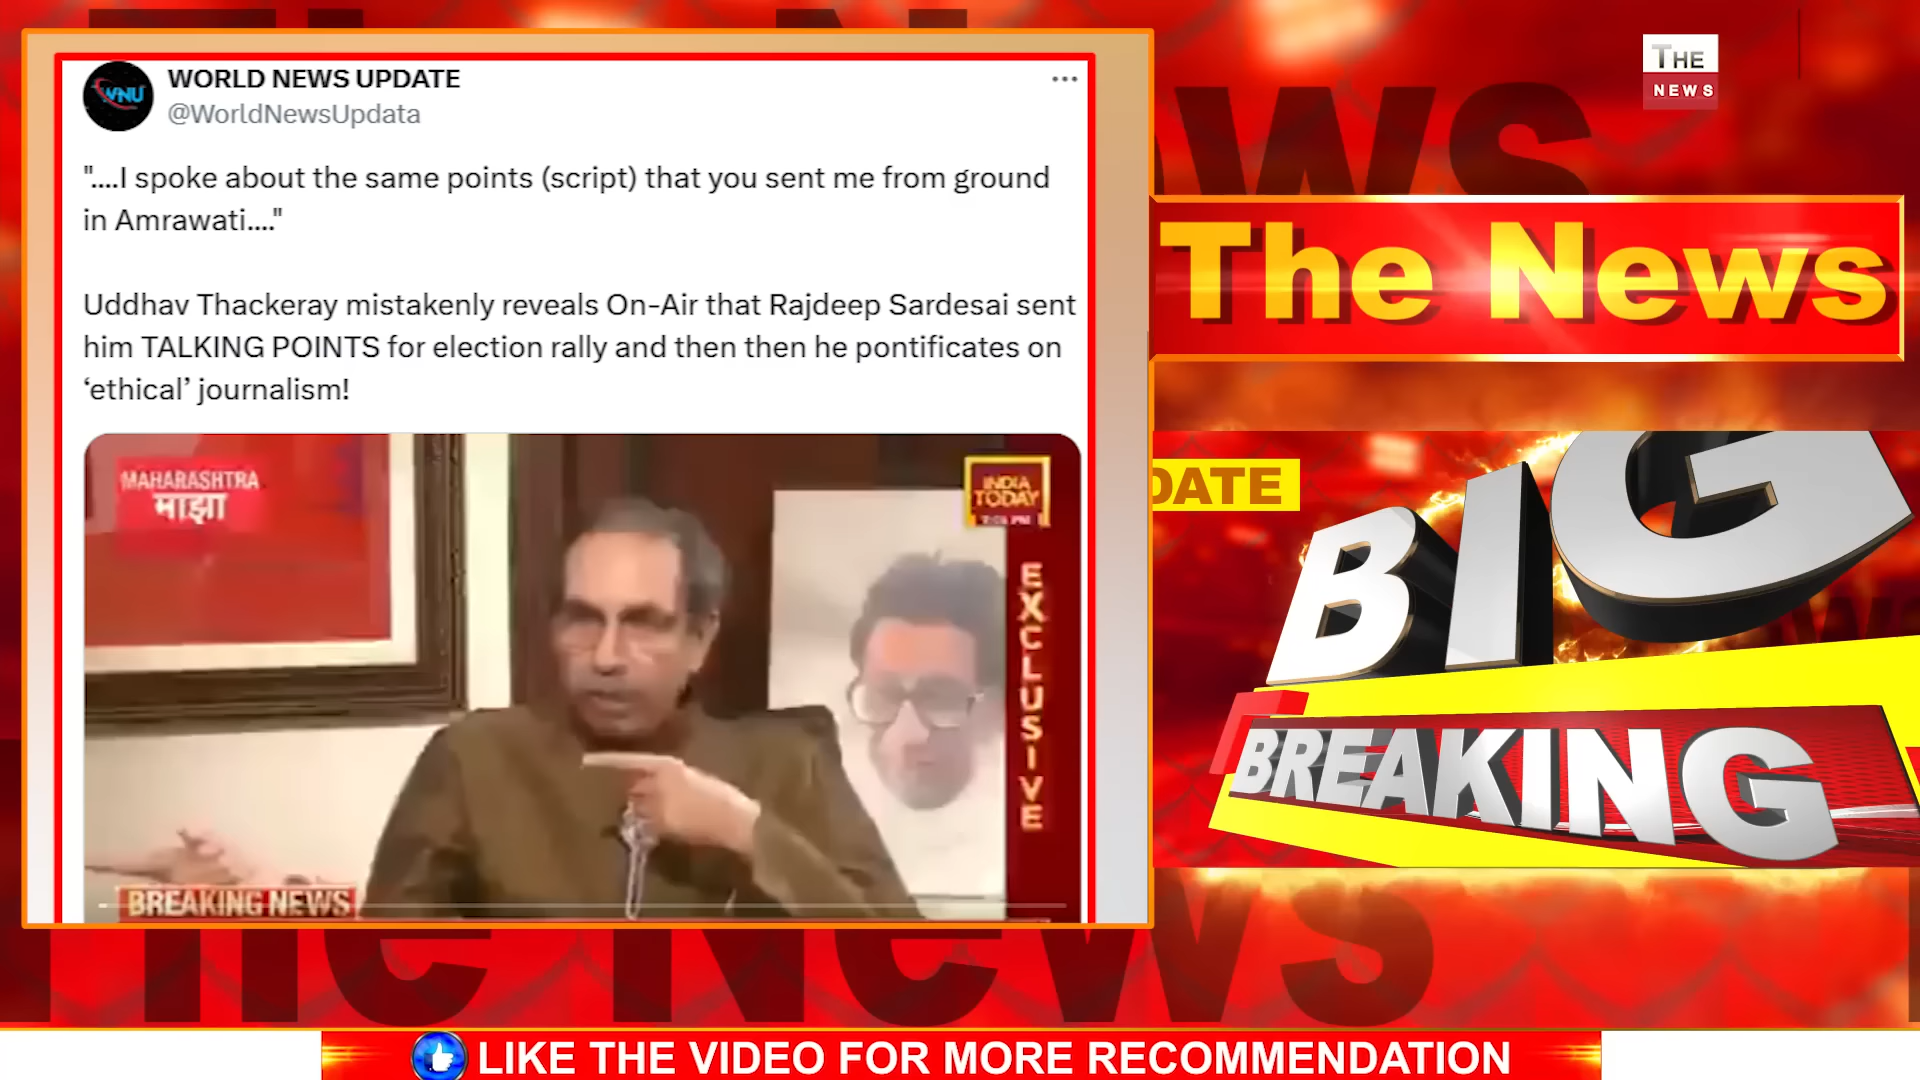 WORLD NEWS UPDATE
@WorldNewsUpdata
"....I spoke about the same points (script) that you sent me from ground
in Amrawati...."
Uddhav Thackeray mistakenly reveals On-Air that Rajdeep Sardesai sent
him TALKING POINTS for election rally and then then he pontificates on
‘ethical’ journalism!
WNU
MAHARASHTRA
माझा
INDIA
TODAY
EXCLUSIVE
BREAKING NEWS
THE
NEWS
The News
DATE
BIG
BREAKING
The News
LIKE THE VIDEO FOR MORE RECOMMENDATION